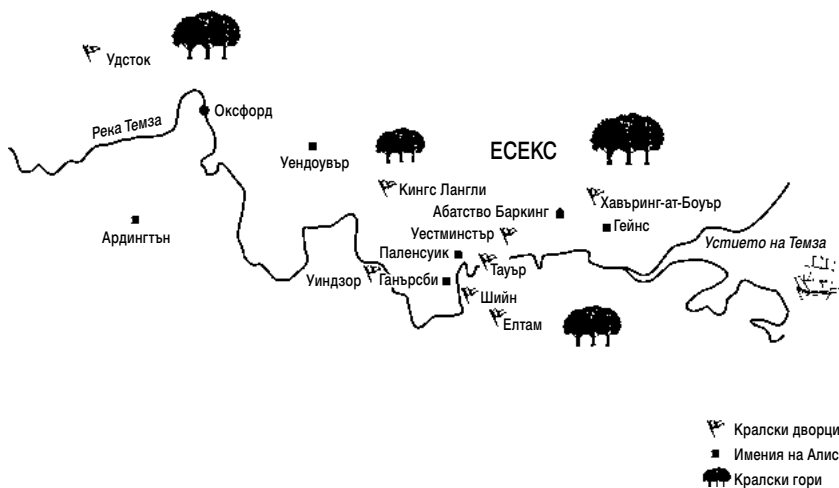 Удсток
Оксфорд
Река Темза
Уендоувър
ЕСЕКС
Кингс Лангли
Хавъринг-ат-Боуър
Абатство Баркинг
Ардингтън
Гейнс
Уестминстър
Устието на Темза
Паленсуик
Тауър
Уиндзор
Ганърсби
Шийн
Елтам
Кралски дворци
Имения на Алис
Кралски гори